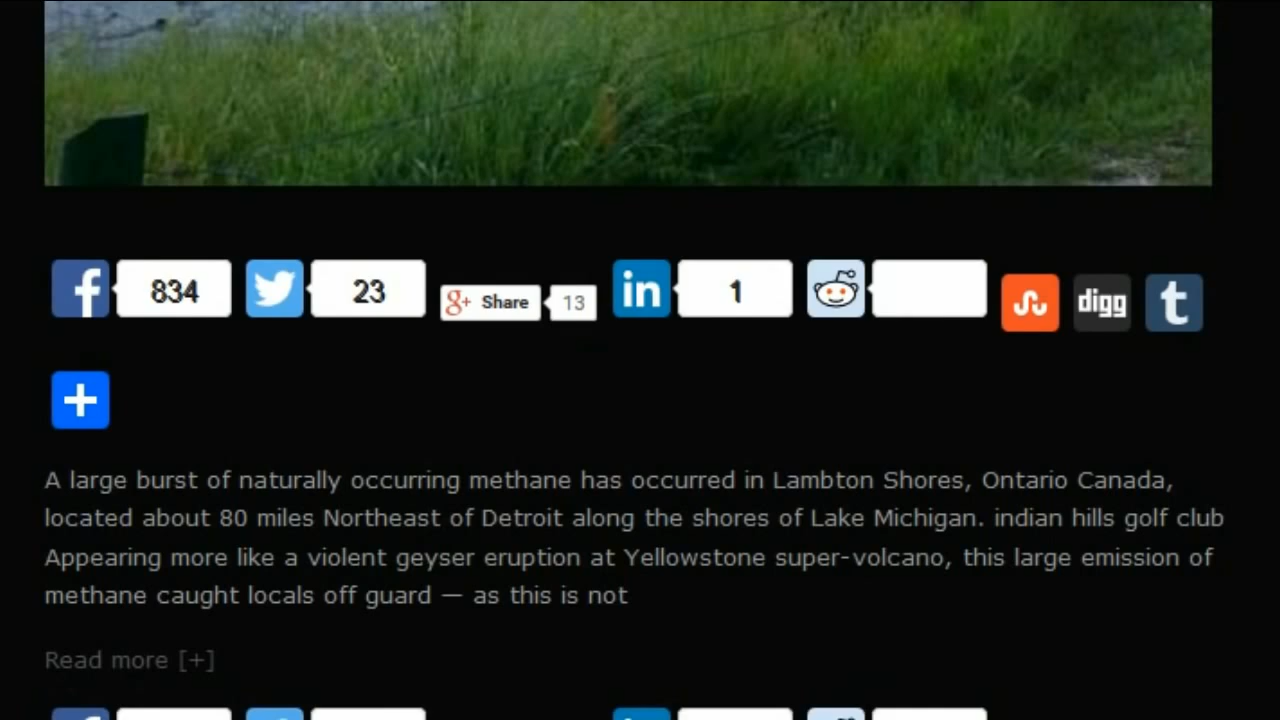 f 834 23 g+ Share 13 in 1 digg t
A large burst of naturally occurring methane has occurred in Lambton Shores, Ontario Canada,
located about 80 miles Northeast of Detroit along the shores of Lake Michigan. indian hills golf club
Appearing more like a violent geyser eruption at Yellowstone super-volcano, this large emission of
methane caught locals off guard — as this is not
Read more [+]